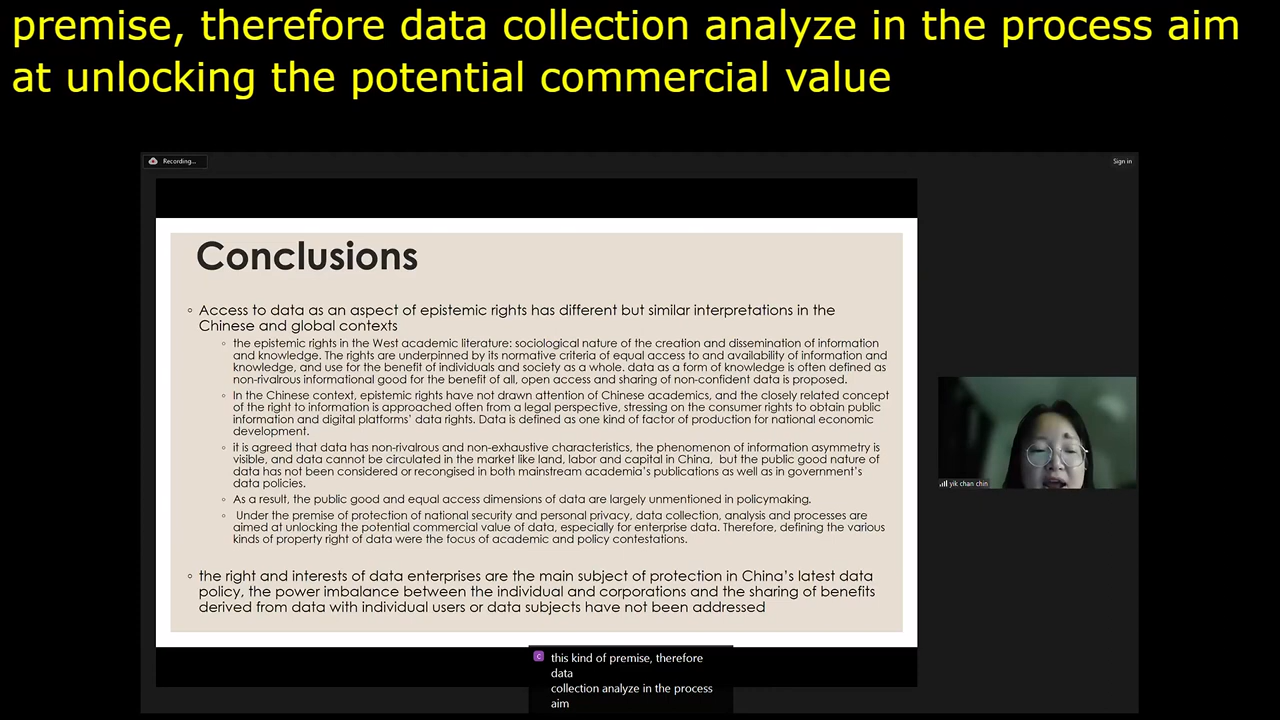 premise, therefore data collection analyze in the process aim
at unlocking the potential commercial value
Recording...
Sign in
Conclusions
◦ Access to data as an aspect of epistemic rights has different but similar interpretations in the
Chinese and global contexts
◦ the epistemic rights in the West academic literature: sociological nature of the creation and dissemination of information
and knowledge. The rights are underpinned by its normative criteria of equal access to and availability of information and
knowledge, and use for the benefit of individuals and society as a whole. data as a form of knowledge is often defined as
non-rivalrous informational good for the benefit of all, open access and sharing of non-confident data is proposed.
◦ In the Chinese context, epistemic rights have not drawn attention of Chinese academics, and the closely related concept
of the right to information is approached often from a legal perspective, stressing on the consumer rights to obtain public
information and digital platforms' data rights. Data is defined as one kind of factor of production for national economic
development.
◦ it is agreed that data has non-rivalrous and non-exhaustive characteristics, the phenomenon of information asymmetry is
visible, and data cannot be circulated in the market like land, labor and capital in China, but the public good nature of
data has not been considered or recongised in both mainstream academia's publications as well as in government's
data policies.
◦ As a result, the public good and equal access dimensions of data are largely unmentioned in policymaking.
◦ Under the premise of protection of national security and personal privacy, data collection, analysis and processes are
aimed at unlocking the potential commercial value of data, especially for enterprise data. Therefore, defining the various
kinds of property right of data were the focus of academic and policy contestations.
◦ the right and interests of data enterprises are the main subject of protection in China's latest data
policy, the power imbalance between the individual and corporations and the sharing of benefits
derived from data with individual users or data subjects have not been addressed
yik chan chin
C
this kind of premise, therefore
data
collection analyze in the process
aim